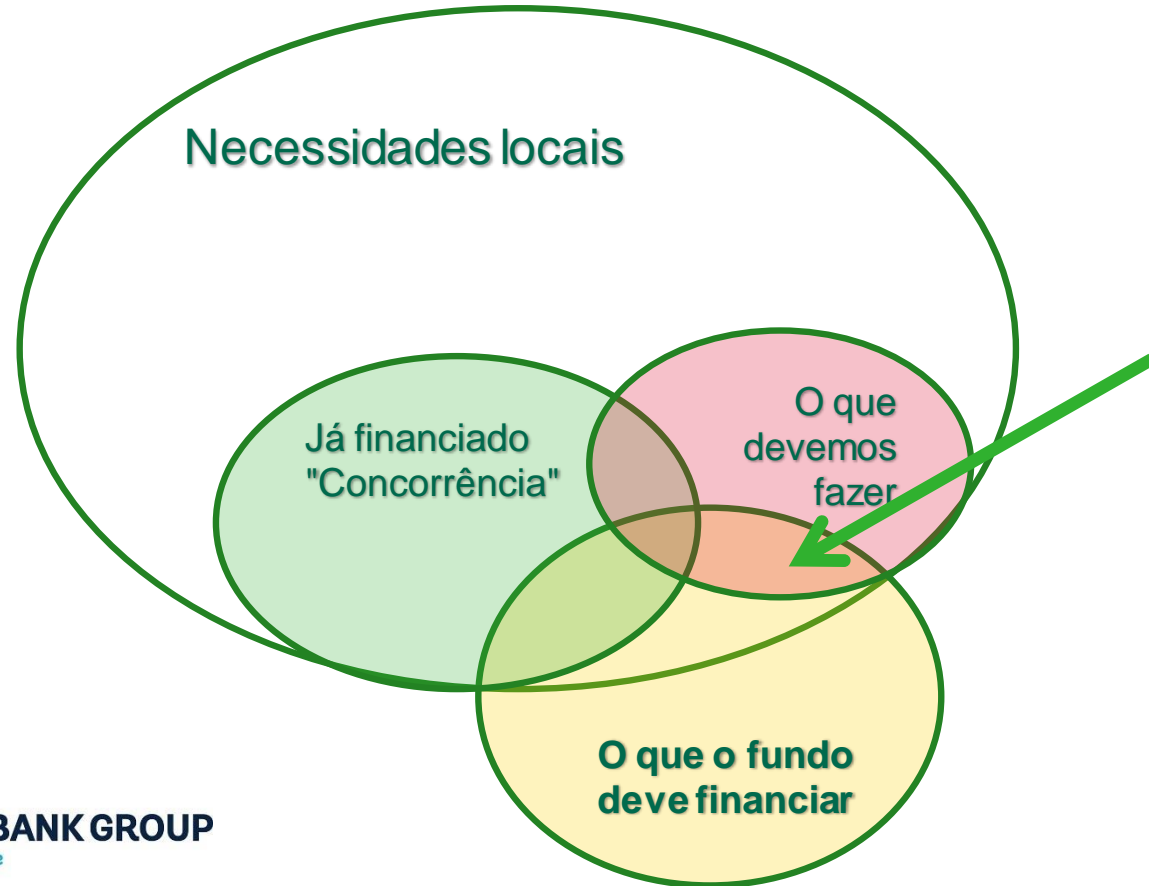 Necessidades locais
O que
devemos
fazer
Já financiado
"Concorrência"
O que o fundo
deve financiar
BANK GROUP